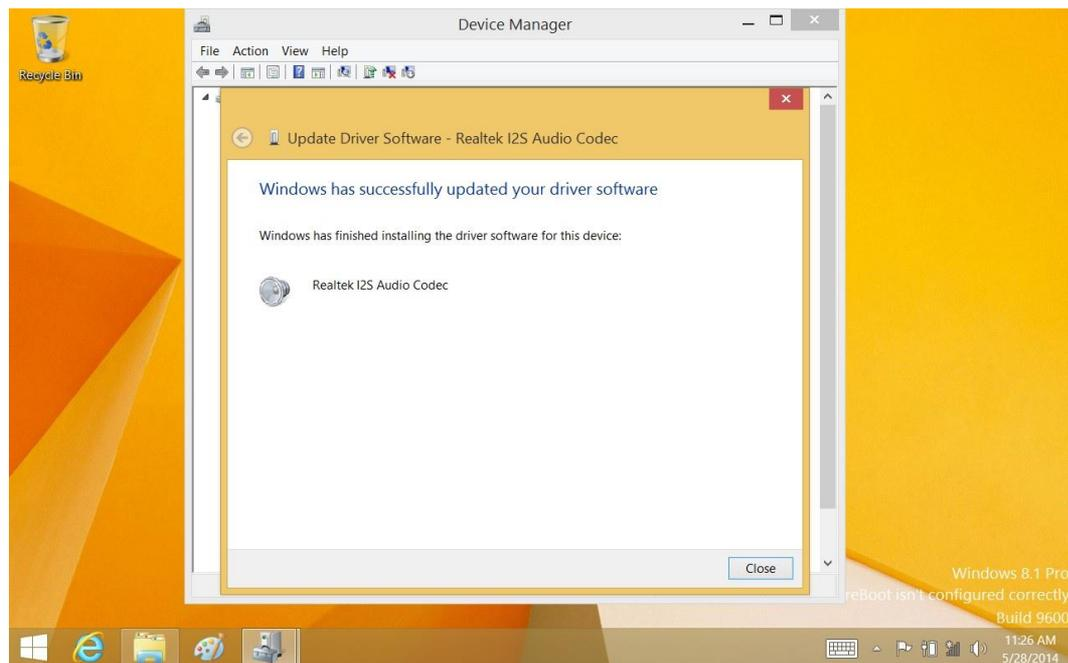 Recycle Bin
Device Manager
File Action View Help
Update Driver Software - Realtek I2S Audio Codec
Windows has successfully updated your driver software
Windows has finished installing the driver software for this device:
Realtek I2S Audio Codec
Close
Windows 8.1 Pro
reBoot isn't configured correctly
Build 9600
11:26 AM
5/28/2014